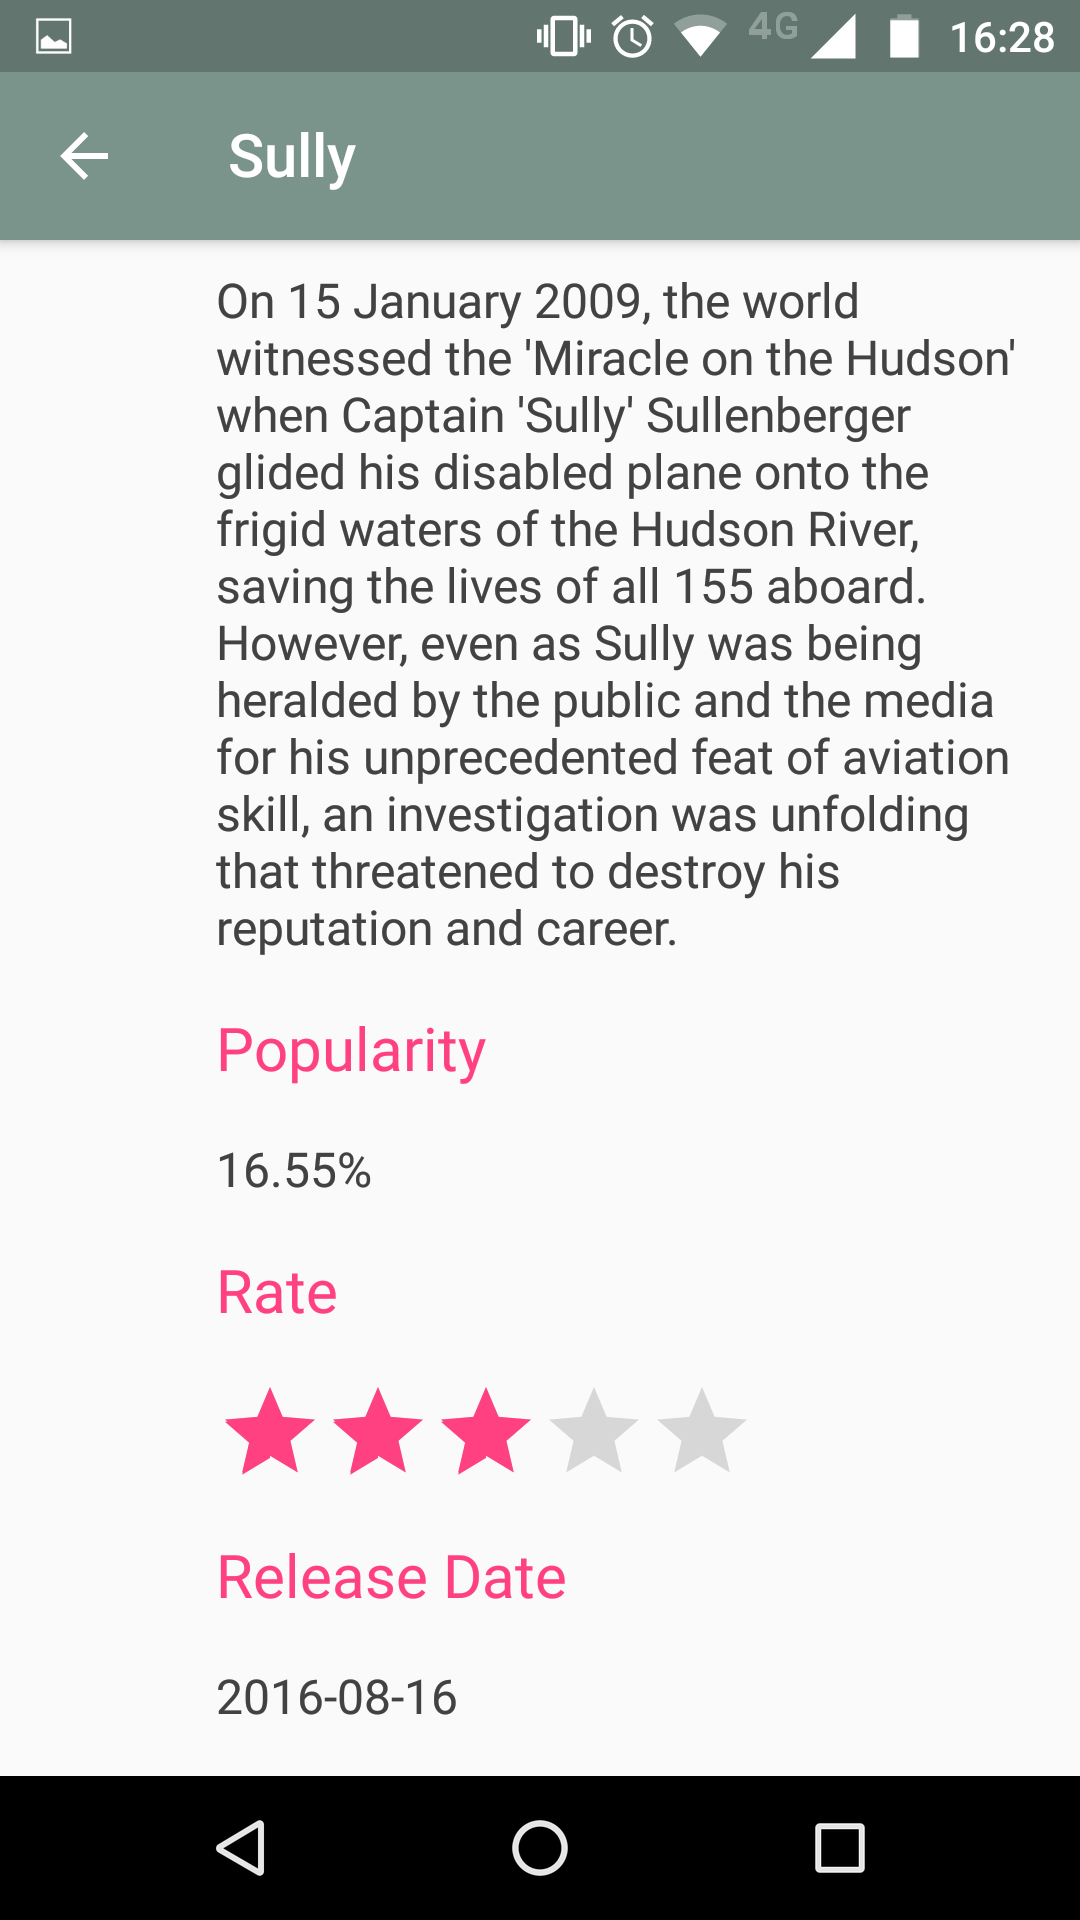 4G 16:28
Sully
On 15 January 2009, the world
witnessed the 'Miracle on the Hudson'
when Captain 'Sully' Sullenberger
glided his disabled plane onto the
frigid waters of the Hudson River,
saving the lives of all 155 aboard.
However, even as Sully was being
heralded by the public and the media
for his unprecedented feat of aviation
skill, an investigation was unfolding
that threatened to destroy his
reputation and career.
Popularity
16.55%
Rate
Release Date
2016-08-16